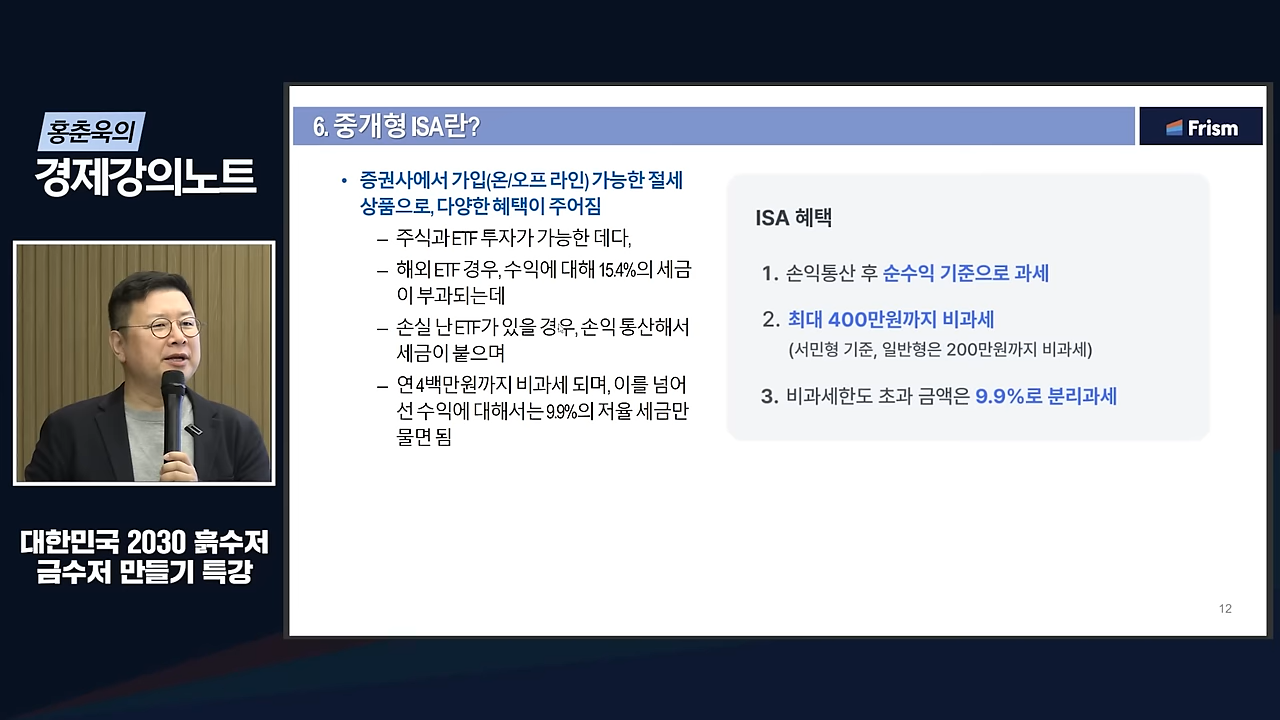 홍춘욱의
경제강의노트
대한민국 2030 흙수저
금수저 만들기 특강
6. 중개형 ISA란?
Frism
• 증권사에서 가입(온/오프 라인) 가능한 절세
상품으로, 다양한 혜택이 주어짐
– 주식과 ETF 투자가 가능한 데다,
– 해외 ETF 경우, 수익에 대해 15.4%의 세금
이 부과되는데
– 손실 난 ETF가 있을 경우, 손익 통산해서
세금이 붙으며
– 연 4백만원까지 비과세 되며, 이를 넘어
선 수익에 대해서는 9.9%의 저율 세금만
물면 됨
ISA 혜택
1. 손익통산 후 순수익 기준으로 과세
2. 최대 400만원까지 비과세
(서민형 기준, 일반형은 200만원까지 비과세)
3. 비과세한도 초과 금액은 9.9%로 분리과세
12